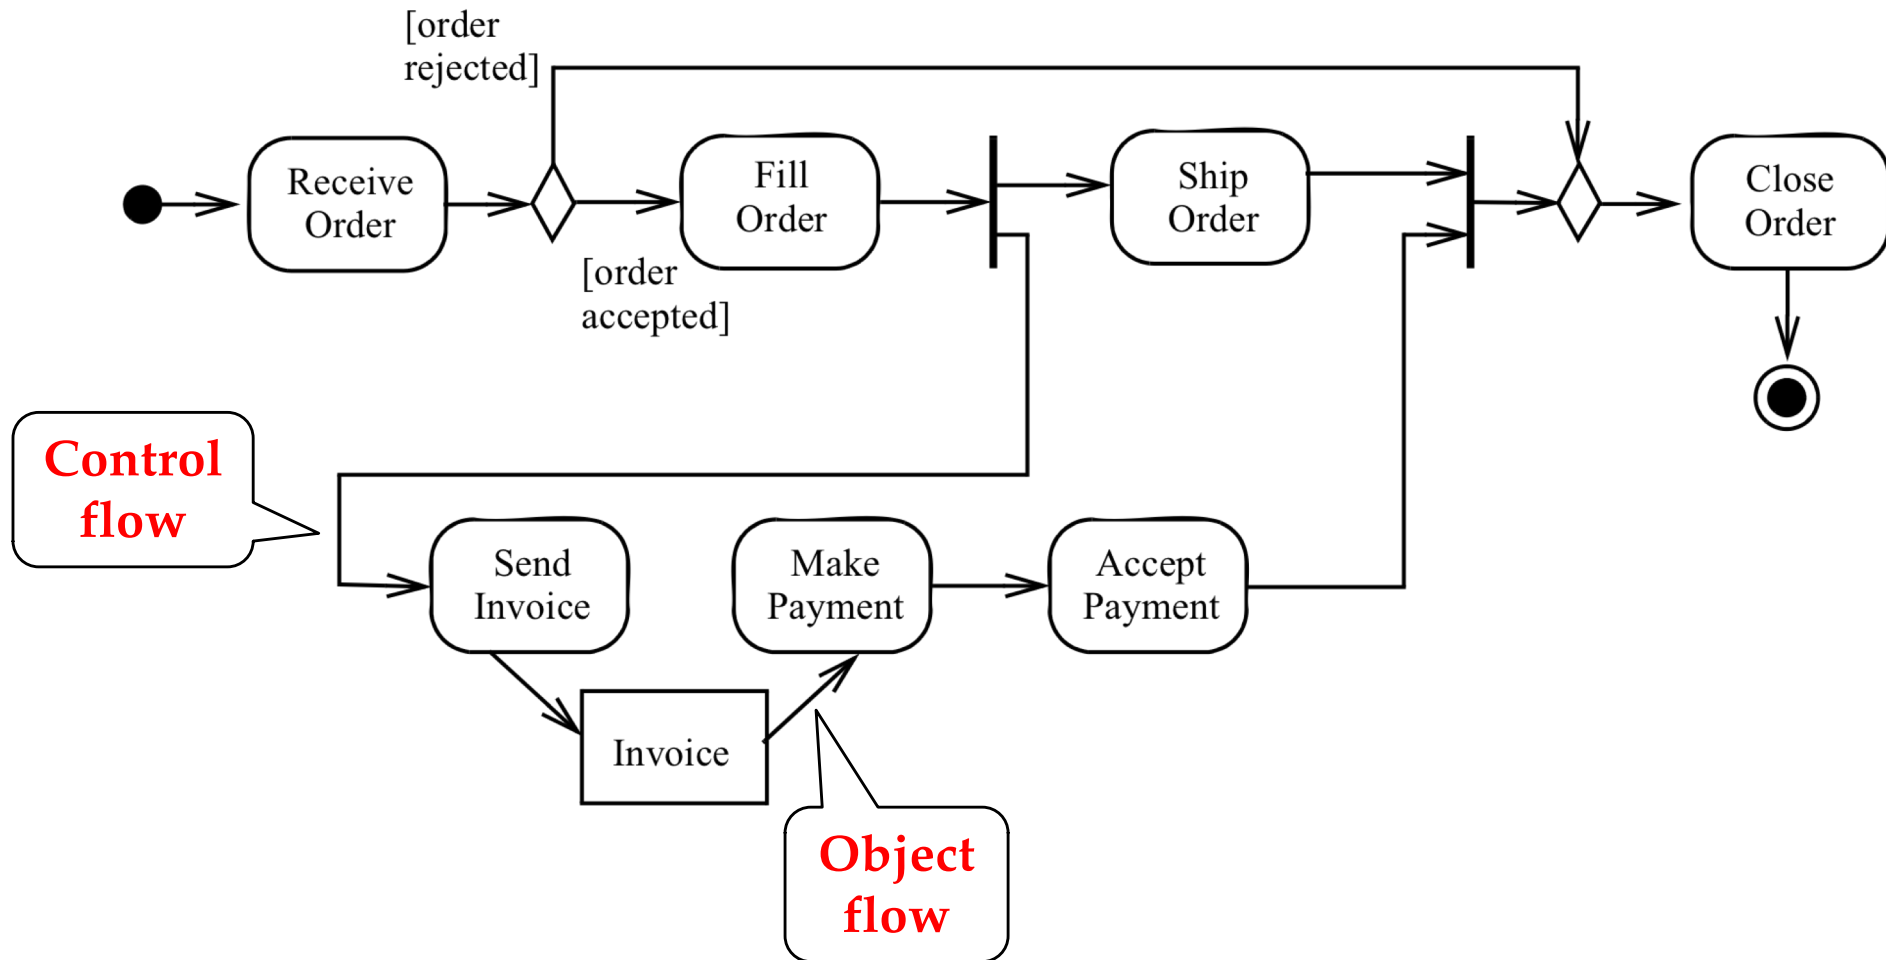 [order
rejected]
Receive
Order
Fill
Order
Ship
Order
Close
Order
[order
accepted]
Control
flow
Send
Invoice
Make
Payment
Accept
Payment
Invoice
Object
flow